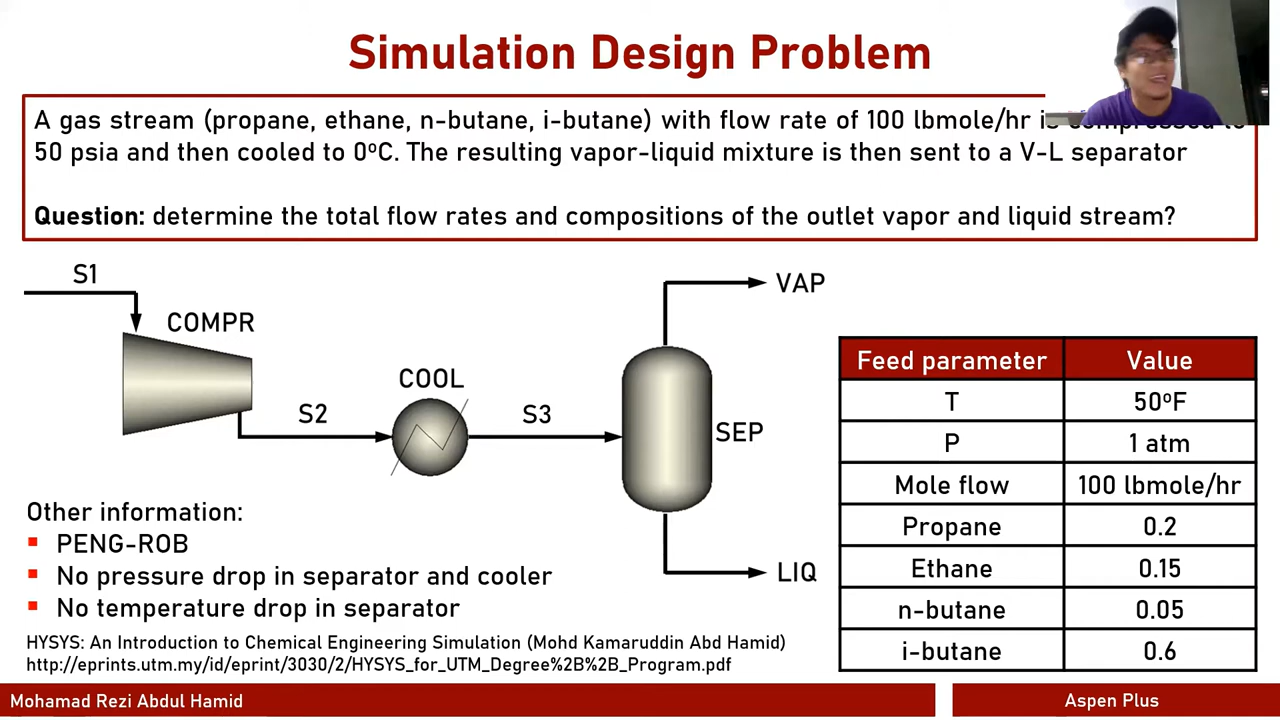 Simulation Design Problem
A gas stream (propane, ethane, n-butane, i-butane) with flow rate of 100 lbmole/hr is compressed to
50 psia and then cooled to 0ºC. The resulting vapor-liquid mixture is then sent to a V-L separator
Question: determine the total flow rates and compositions of the outlet vapor and liquid stream?
S1
COMPR
S2
COOL
S3
VAP
SEP
LIQ
Feed parameter Value
T 50ºF
P 1 atm
Mole flow 100 lbmole/hr
Propane 0.2
Ethane 0.15
n-butane 0.05
i-butane 0.6
Other information:
▪ PENG-ROB
▪ No pressure drop in separator and cooler
▪ No temperature drop in separator
HYSYS: An Introduction to Chemical Engineering Simulation (Mohd Kamaruddin Abd Hamid)
http://eprints.utm.my/id/eprint/3030/2/HYSYS_for_UTM_Degree%2B%2B_Program.pdf
Mohamad Rezi Abdul Hamid
Aspen Plus